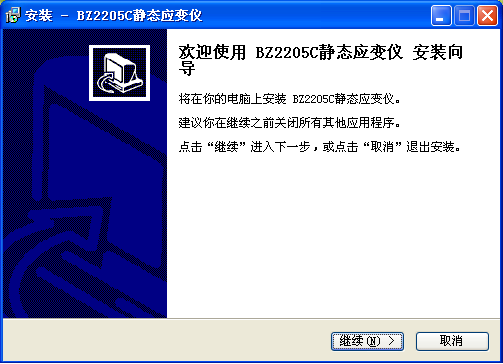 安装 - BZ2205C静态应变仪
欢迎使用 BZ2205C静态应变仪 安装向
导
将在你的电脑上安装 BZ2205C静态应变仪。
建议你在继续之前关闭所有其他应用程序。
点击“继续”进入下一步，或点击“取消”退出安装。
继续(N) >
取消